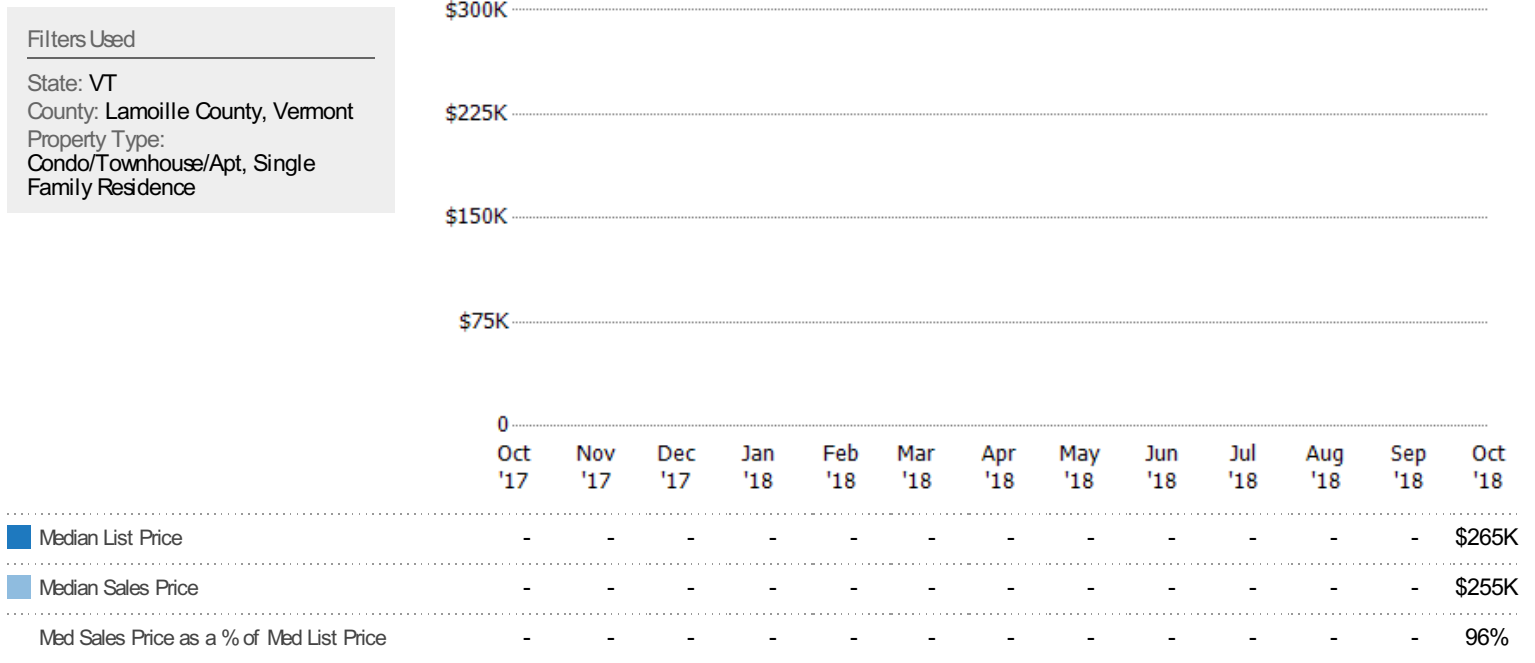 Filters Used
State: VT
County: Lamoille County, Vermont
Property Type:
Condo/Townhouse/Apt, Single
Family Residence
$300K
$225K
$150K
$75K
0
Oct Nov Dec Jan Feb Mar Apr May Jun Jul Aug Sep Oct
'17 '17 '17 '18 '18 '18 '18 '18 '18 '18 '18 '18 '18
Median List Price - - - - - - - - - - - - $265K
Median Sales Price - - - - - - - - - - - - $255K
Med Sales Price as a % of Med List Price - - - - - - - - - - - - 96%